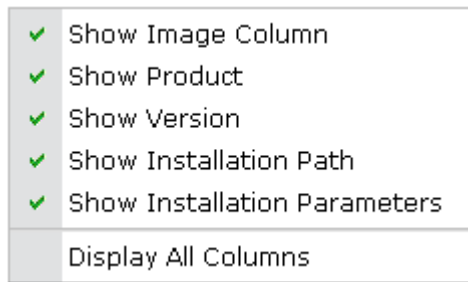 Show Image Column
Show Product
Show Version
Show Installation Path
Show Installation Parameters
Display All Columns